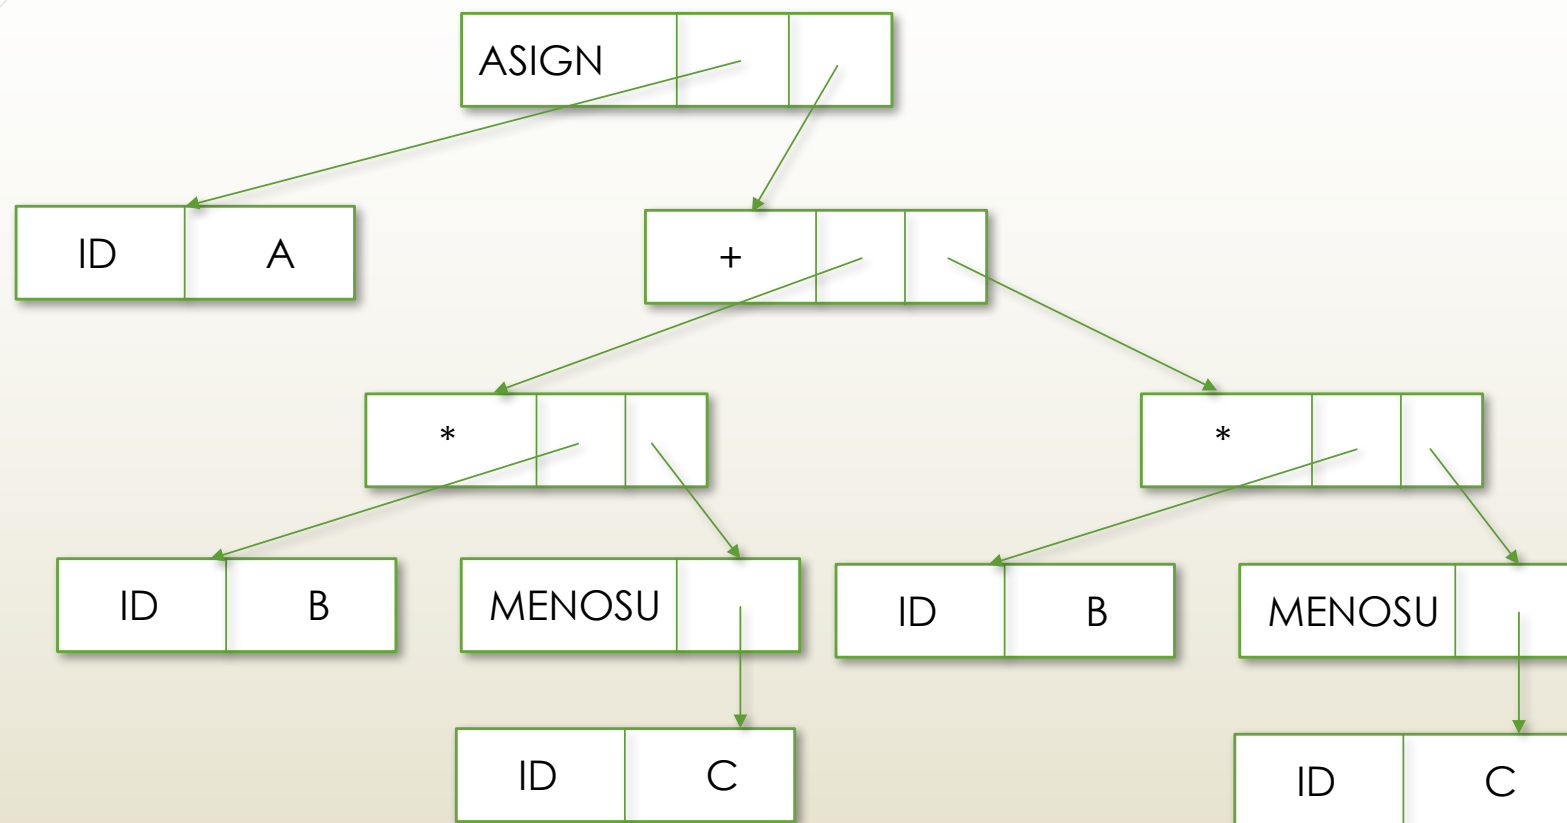 ASIGN
ID A
+
*
*
ID B
MENOSU
ID B
MENOSU
ID C
ID C